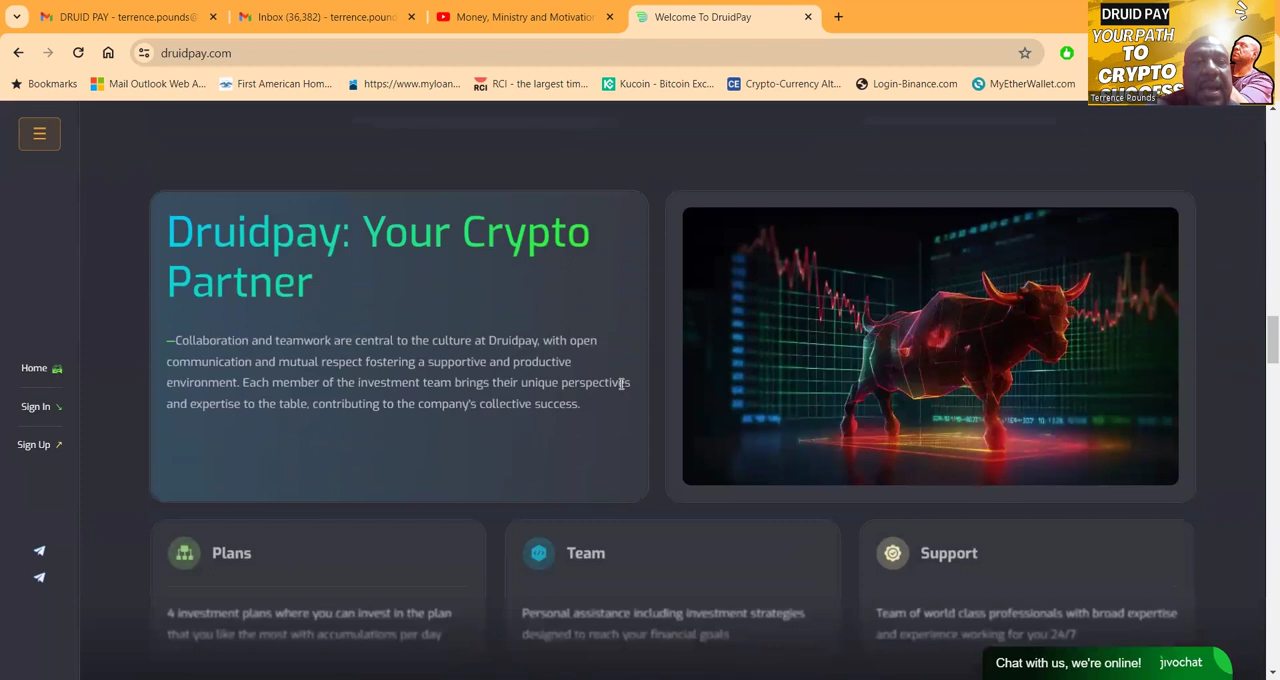 DRUID PAY - terrence.pounds@
Inbox (36,382) - terrence.poun
Money, Ministry and Motivation
Welcome To DruidPay
druidpay.com
Bookmarks
Mail Outlook Web A...
First American Hom...
https://www.myloan...
RCI - the largest tim...
Kucoin - Bitcoin Exc...
Crypto-Currency Alt...
Login-Binance.com
MyEtherWallet.com
DRUID PAY
YOUR PATH
TO
CRYPTO
SUCCESS
Terrence Pounds
Druidpay: Your Crypto
Partner
—Collaboration and teamwork are central to the culture at Druidpay, with open
communication and mutual respect fostering a supportive and productive
environment. Each member of the investment team brings their unique perspectives
and expertise to the table, contributing to the company's collective success.
Home
Sign In
Sign Up
Plans
4 investment plans where you can invest in the plan
that you like the most with accumulations per day
Team
Personal assistance including investment strategies
designed to reach your financial goals
Support
Team of world class professionals with broad expertise
and experience working for you 24/7
Chat with us, we're online!
jivochat